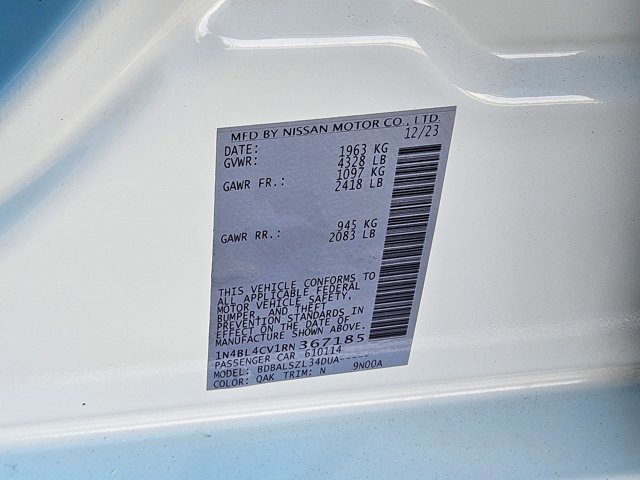 MFD BY NISSAN MOTOR CO., LTD.
DATE: 12/23
GVWR: 1963 KG
4328 LB
GAWR FR.: 1097 KG
2418 LB
GAWR RR.: 945 KG
2083 LB
THIS VEHICLE CONFORMS TO
ALL APPLICABLE FEDERAL
MOTOR VEHICLE SAFETY,
BUMPER, AND THEFT
PREVENTION STANDARDS IN
EFFECT ON THE DATE OF
MANUFACTURE SHOWN ABOVE.
1N4BL4CV1RN367185
PASSENGER CAR 610114
MODEL: BDBALSZL34DUA-----
COLOR: QAK TRIM: N 9N00A